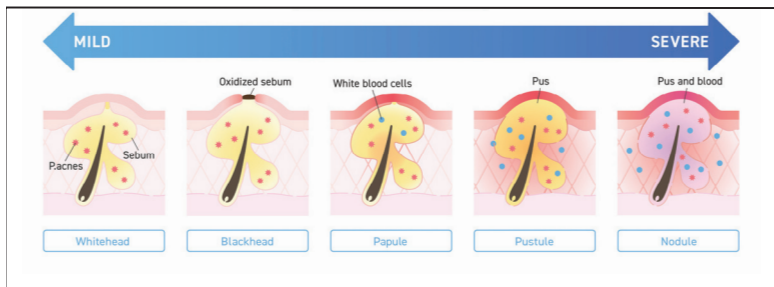 MILD SEVERE
Oxidized sebum
White blood cells
Pus
Pus and blood
P.acnes
Sebum
Whitehead
Blackhead
Papule
Pustule
Nodule